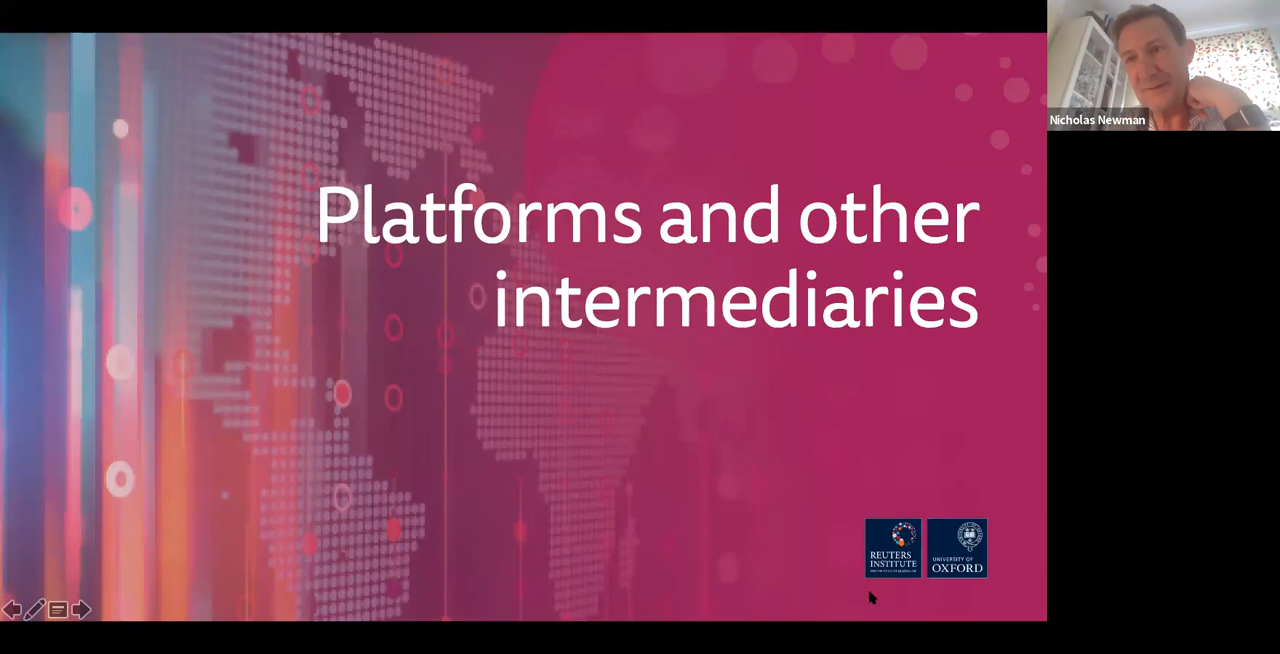 Platforms and other
intermediaries
Nicholas Newman
REUTERS
INSTITUTE
UNIVERSITY OF
OXFORD